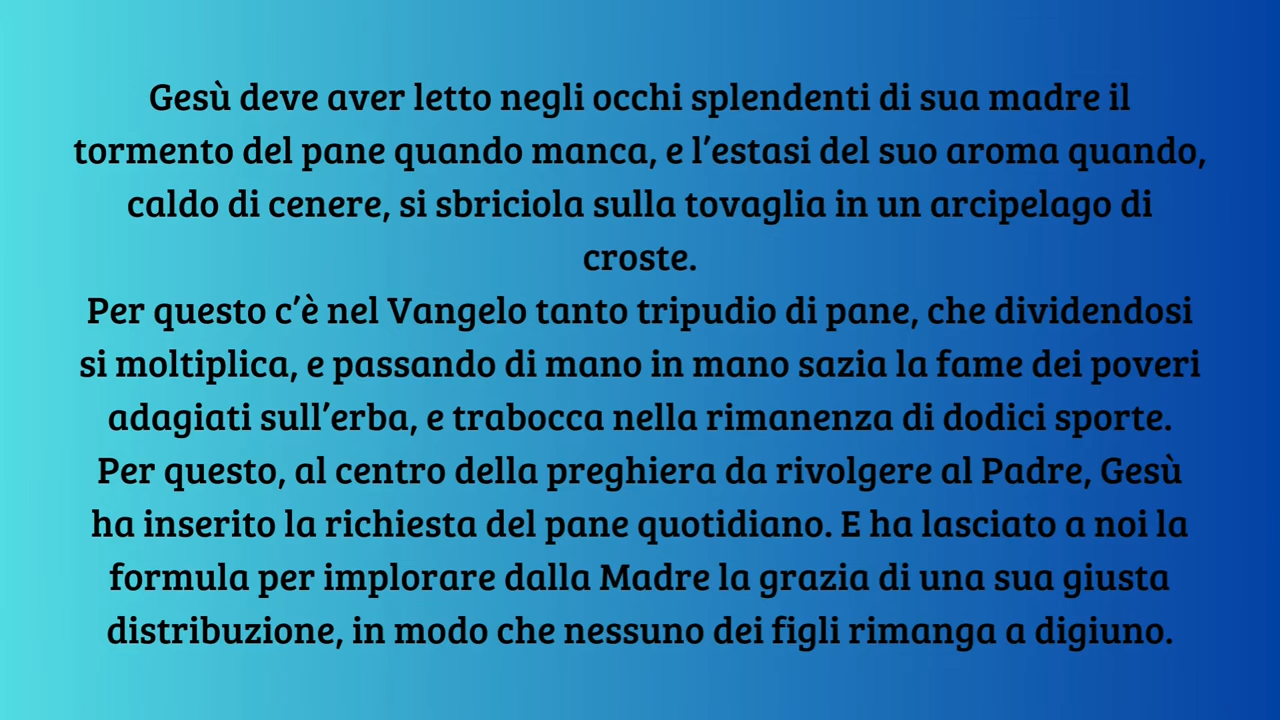 Gesù deve aver letto negli occhi splendenti di sua madre il
tormento del pane quando manca, e l’estasi del suo aroma quando,
caldo di cenere, si sbriciola sulla tovaglia in un arcipelago di
croste.
Per questo c’è nel Vangelo tanto tripudio di pane, che dividendosi
si moltiplica, e passando di mano in mano sazia la fame dei poveri
adagiati sull’erba, e trabocca nella rimanenza di dodici sporte.
Per questo, al centro della preghiera da rivolgere al Padre, Gesù
ha inserito la richiesta del pane quotidiano. E ha lasciato a noi la
formula per implorare dalla Madre la grazia di una sua giusta
distribuzione, in modo che nessuno dei figli rimanga a digiuno.